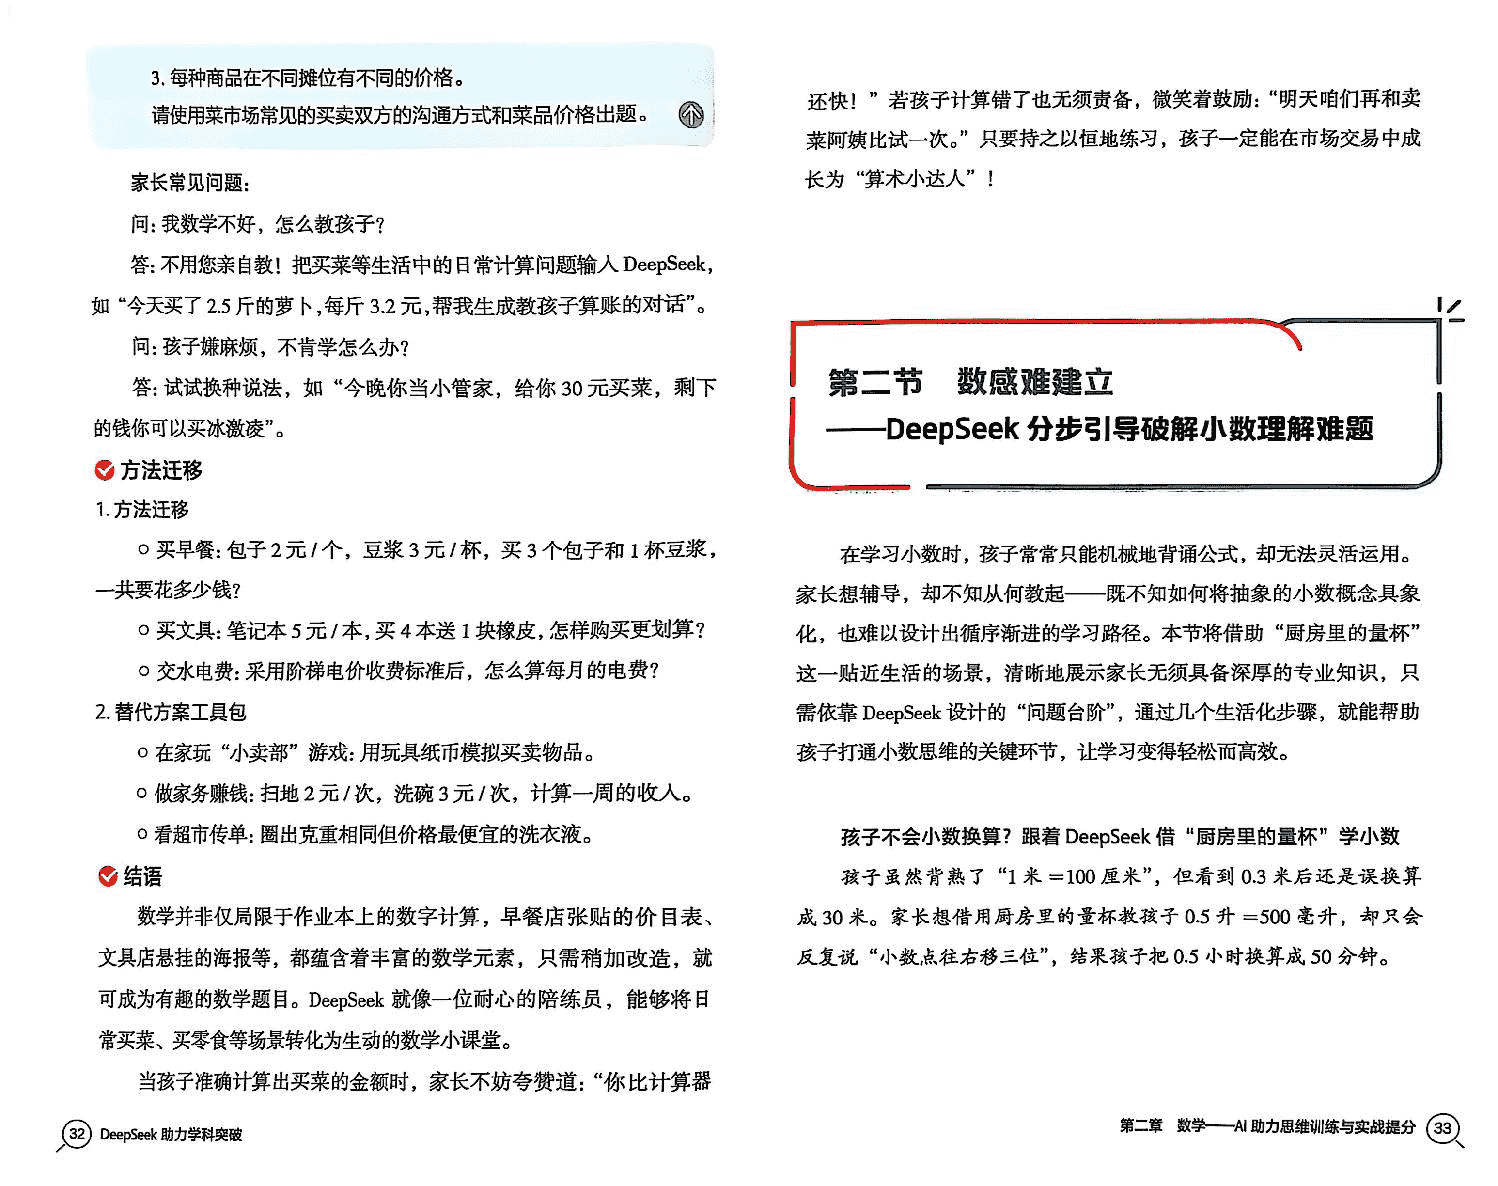 3. 每种商品在不同摊位有不同的价格。
请使用菜市场常见的买卖双方的沟通方式和菜品价格出题。
家长常见问题：
问：我数学不好，怎么教孩子？
答：不用您亲自教！把买菜等生活中的日常计算问题输入 DeepSeek，
如“今天买了 2.5 斤的萝卜，每斤 3.2 元，帮我生成教孩子算账的对话”。
问：孩子嫌麻烦，不肯学怎么办？
答：试试换种说法，如“今晚你当小管家，给你 30 元买菜，剩下
的钱你可以买冰激凌”。
方法迁移
1. 方法迁移
○ 买早餐：包子 2 元 / 个，豆浆 3 元 / 杯，买 3 个包子和 1 杯豆浆，
一共要花多少钱？
○ 买文具：笔记本 5 元 / 本，买 4 本送 1 块橡皮，怎样购买更划算？
○ 交水电费：采用阶梯电价收费标准后，怎么算每月的电费？
2. 替代方案工具包
○ 在家玩“小卖部”游戏：用玩具纸币模拟买卖物品。
○ 做家务赚钱：扫地 2 元 / 次，洗碗 3 元 / 次，计算一周的收入。
○ 看超市传单：圈出克重相同但价格最便宜的洗衣液。
结语
数学并非仅局限于作业本上的数字计算，早餐店张贴的价目表、
文具店悬挂的海报等，都蕴含着丰富的数学元素，只需稍加改造，就
可成为有趣的数学题目。DeepSeek 就像一位耐心的陪练员，能够将日
常买菜、买零食等场景转化为生动的数学小课堂。
当孩子准确计算出买菜的金额时，家长不妨夸赞道：“你比计算器
32 DeepSeek 助力学科突破
还快！”若孩子计算错了也无须责备，微笑着鼓励：“明天咱们再和卖
菜阿姨比试一次。”只要持之以恒地练习，孩子一定能在市场交易中成
长为“算术小达人”！
第二节 数感难建立
——DeepSeek 分步引导破解小数理解难题
在学习小数时，孩子常常只能机械地背诵公式，却无法灵活运用。
家长想辅导，却不知从何教起——既不知如何将抽象的小数概念具象
化，也难以设计出循序渐进的学习路径。本节将借助“厨房里的量杯”
这一贴近生活的场景，清晰地展示家长无须具备深厚的专业知识，只
需依靠 DeepSeek 设计的“问题台阶”，通过几个生活化步骤，就能帮助
孩子打通小数思维的关键环节，让学习变得轻松而高效。
孩子不会小数换算？跟着 DeepSeek 借“厨房里的量杯”学小数
孩子虽然背熟了“1 米 =100 厘米”，但看到 0.3 米后还是误换算
成 30 米。家长想借用厨房里的量杯教孩子 0.5 升 =500 毫升，却只会
反复说“小数点往右移三位”，结果孩子把 0.5 小时换算成 50 分钟。
第二章 数学——AI 助力思维训练与实战提分 33